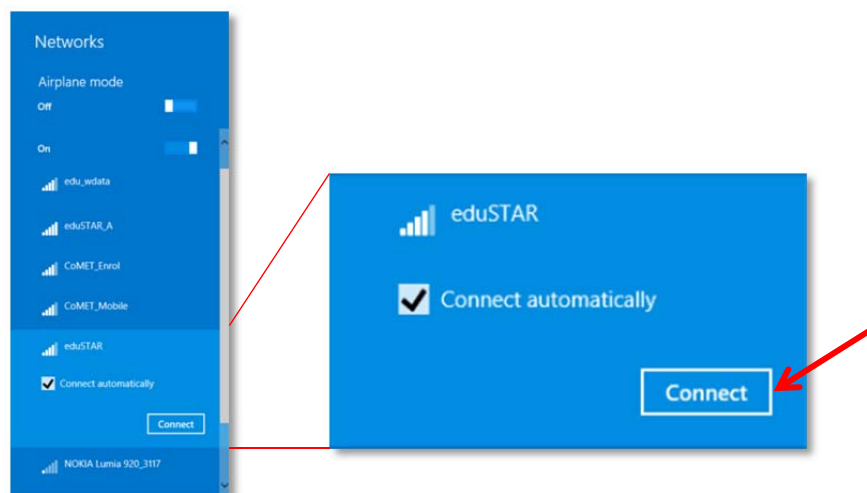 Networks
Airplane mode
Off
On
edu_wdata
eduSTAR_A
CoMET_Enrol
CoMET_Mobile
eduSTAR
Connect automatically
Connect
NOKIA Lumia 920_3117
eduSTAR
Connect automatically
Connect